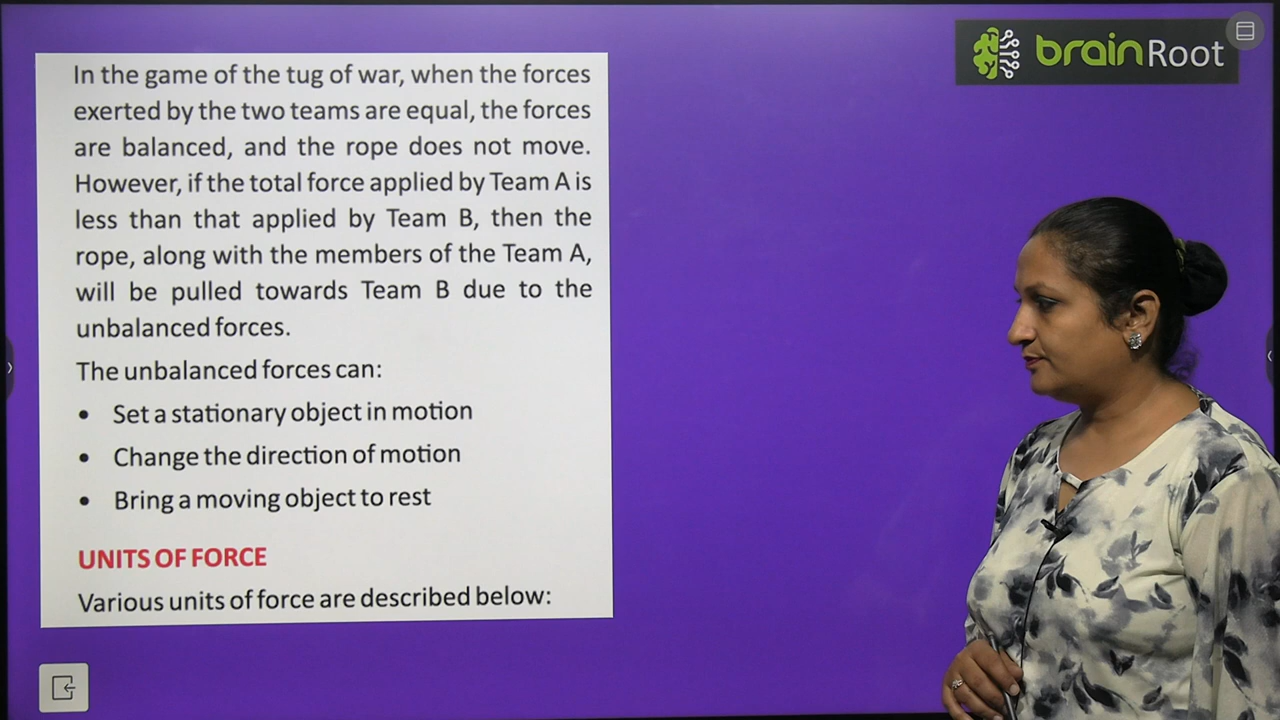 brainRoot
In the game of the tug of war, when the forces
exerted by the two teams are equal, the forces
are balanced, and the rope does not move.
However, if the total force applied by Team A is
less than that applied by Team B, then the
rope, along with the members of the Team A,
will be pulled towards Team B due to the
unbalanced forces.
The unbalanced forces can:
• Set a stationary object in motion
• Change the direction of motion
• Bring a moving object to rest
UNITS OF FORCE
Various units of force are described below: